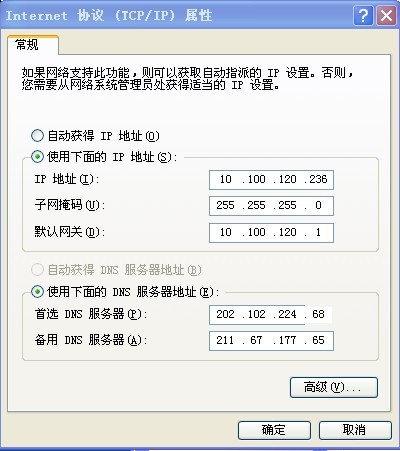 Internet 协议 (TCP/IP) 属性
常规
如果网络支持此功能，则可以获取自动指派的 IP 设置。否则，
您需要从网络系统管理员处获得适当的 IP 设置。
自动获得 IP 地址(O)
使用下面的 IP 地址(S):
IP 地址(I): 10 .100 .120 .236
子网掩码(U): 255 .255 .255 . 0
默认网关(D): 10 .100 .120 . 1
自动获得 DNS 服务器地址(B)
使用下面的 DNS 服务器地址(E):
首选 DNS 服务器(P): 202 .102 .224 . 68
备用 DNS 服务器(A): 211 . 67 .177 . 65
高级(V)...
确定 取消